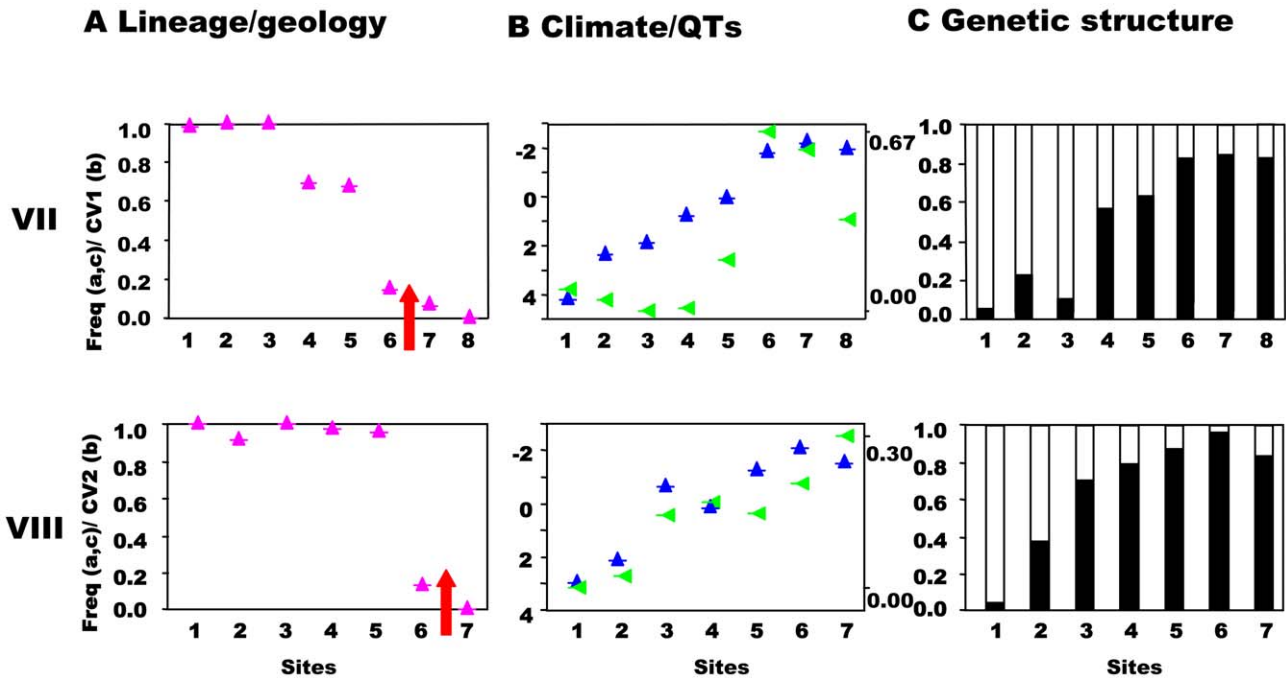 A Lineage/geology
B Climate/QTs
C Genetic structure
VII
Freq (a,c)/ CV1 (b)
1.0
0.8
0.6
0.4
0.2
0.0
1 2 3 4 5 6 7 8
-2
0
2
4
0.67
0.00
1 2 3 4 5 6 7 8
1.0
0.8
0.6
0.4
0.2
0.0
1 2 3 4 5 6 7 8
VIII
Freq (a,c)/ CV2 (b)
1.0
0.8
0.6
0.4
0.2
0.0
1 2 3 4 5 6 7
Sites
-2
0
2
4
0.30
0.00
1 2 3 4 5 6 7
Sites
1.0
0.8
0.6
0.4
0.2
0.0
1 2 3 4 5 6 7
Sites